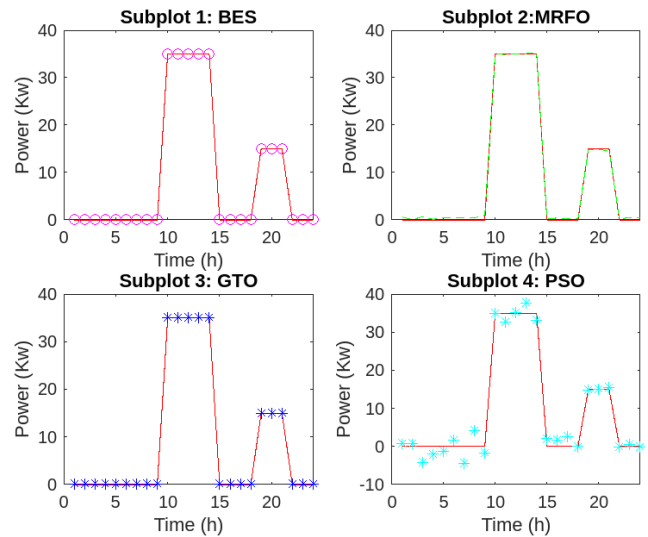 Subplot 1: BES
40
30
20
10
0
Power (Kw)
0 5 10 15 20
Time (h)
Subplot 2:MRFO
40
30
20
10
0
Power (Kw)
0 5 10 15 20
Time (h)
Subplot 3: GTO
40
30
20
10
0
Power (Kw)
0 5 10 15 20
Time (h)
Subplot 4: PSO
40
30
20
10
0
-10
Power (Kw)
0 5 10 15 20
Time (h)